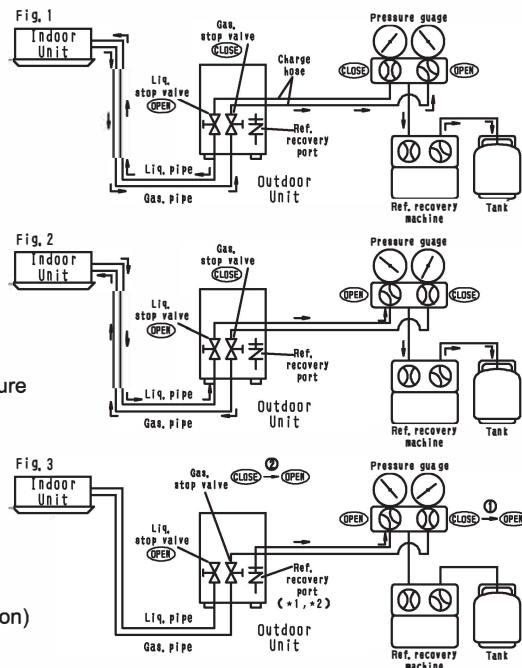 Fig. 1
Indoor
Unit
Gas.
stop valve
CLOSE
Liq.
stop valve
OPEN
Charge
hose
Ref.
recovery
port
Liq. pipe
Gas. pipe
Outdoor
Unit
Pressure guage
CLOSE
OPEN
Ref. recovery
machine
Tank
Fig. 2
Indoor
Unit
Gas.
stop valve
CLOSE
Liq.
stop valve
OPEN
Ref.
recovery
port
Liq. pipe
Gas. pipe
Outdoor
Unit
Pressure guage
OPEN
CLOSE
Ref. recovery
machine
Tank
ure
Fig. 3
Indoor
Unit
Gas.
stop valve
②
CLOSE → OPEN
Liq.
stop valve
OPEN
Ref.
recovery
port
(*1,*2)
Liq. pipe
Gas. pipe
Outdoor
Unit
Pressure guage
①
OPEN
CLOSE → OPEN
Ref. recovery
machine
Tank
on)